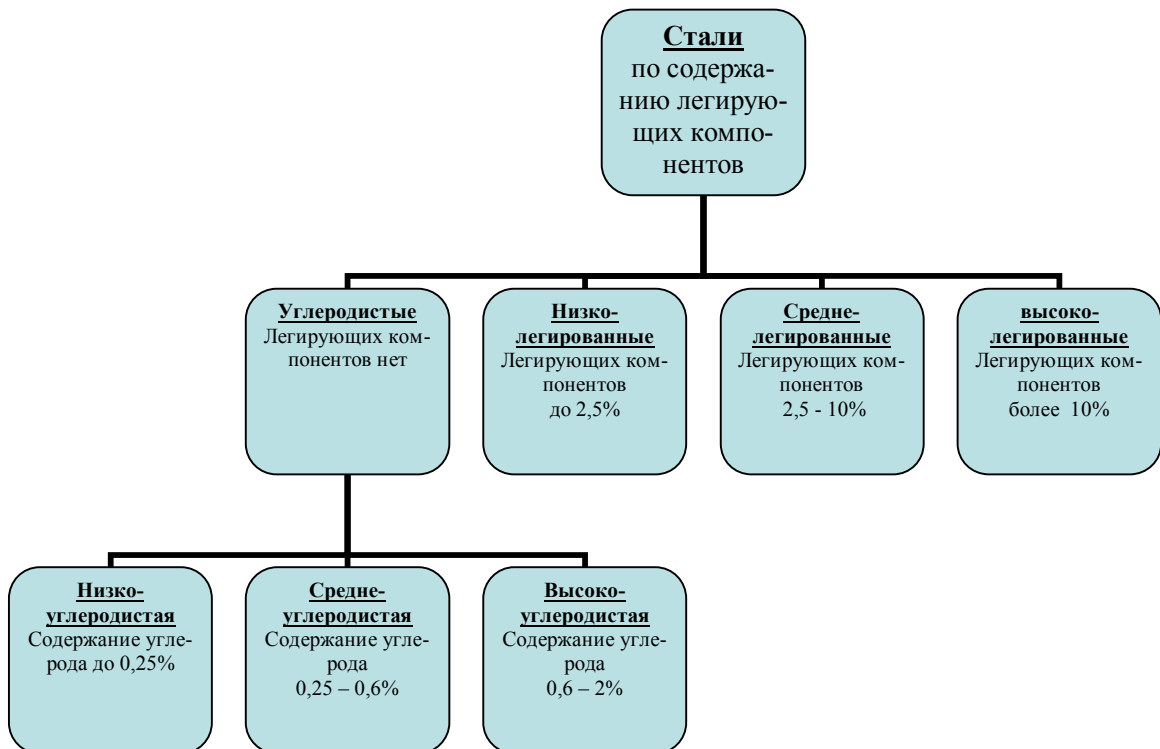 Стали
по содержа-
нию легирую-
щих компо-
нентов
Углеродистые
Легирующих ком-
понентов нет
Низко-
легированные
Легирующих ком-
понентов
до 2,5%
Средне-
легированные
Легирующих ком-
понентов
2,5 - 10%
высоко-
легированные
Легирующих ком-
понентов
более 10%
Низко-
углеродистая
Содержание угле-
рода до 0,25%
Средне-
углеродистая
Содержание угле-
рода
0,25 – 0,6%
Высоко-
углеродистая
Содержание угле-
рода
0,6 – 2%